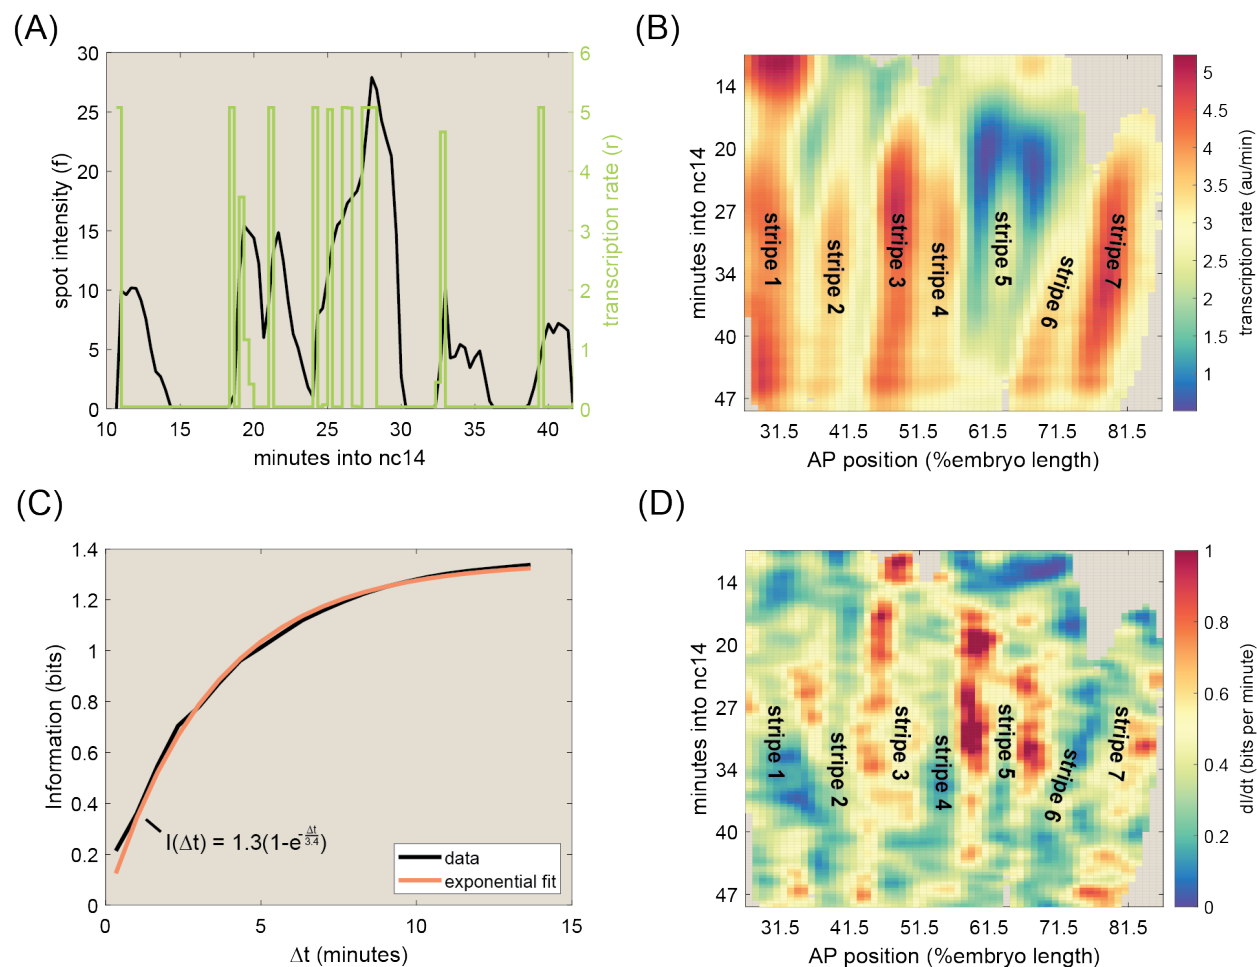 (A)
30
25
20
15
10
5
0
spot intensity (f)
6
5
4
3
2
1
0
transcription rate (r)
10
15
20
25
30
35
40
minutes into nc14
(B)
14
20
27
34
40
47
minutes into nc14
stripe 1
stripe 2
stripe 3
stripe 4
stripe 5
stripe 6
stripe 7
31.5
41.5
51.5
61.5
71.5
81.5
AP position (%embryo length)
5
4.5
4
3.5
3
2.5
2
1.5
1
transcription rate (au/min)
(C)
1.4
1.2
1
0.8
0.6
0.4
0.2
0
Information (bits)
I(Δt) = 1.3(1-e^{-Δt/3.4})
data
exponential fit
0
5
10
15
Δt (minutes)
(D)
14
20
27
34
40
47
minutes into nc14
stripe 1
stripe 2
stripe 3
stripe 4
stripe 5
stripe 6
stripe 7
31.5
41.5
51.5
61.5
71.5
81.5
AP position (%embryo length)
1
0.8
0.6
0.4
0.2
0
dI/dt (bits per minute)